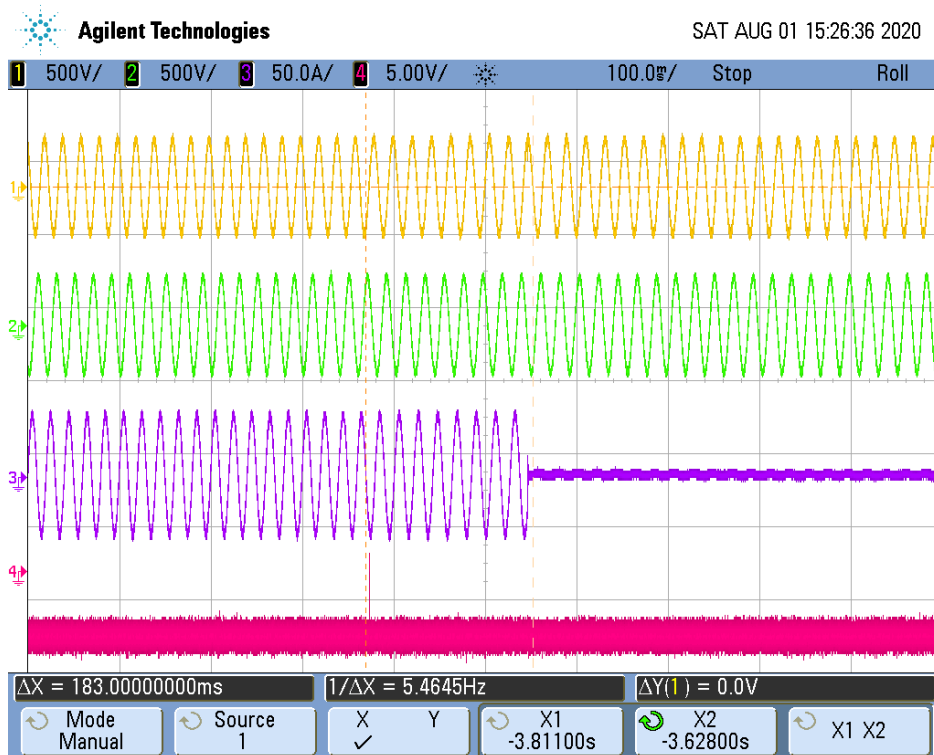 Agilent Technologies SAT AUG 01 15:26:36 2020
1 500V/ 2 500V/ 3 50.0A/ 4 5.00V/ 100.0ms/ Stop Roll
1
2
3
4
ΔX = 183.00000000ms 1/ΔX = 5.4645Hz ΔY(1) = 0.0V
Mode Source X Y X1 X2 X1 X2
Manual 1 ✓ -3.81100s -3.62800s